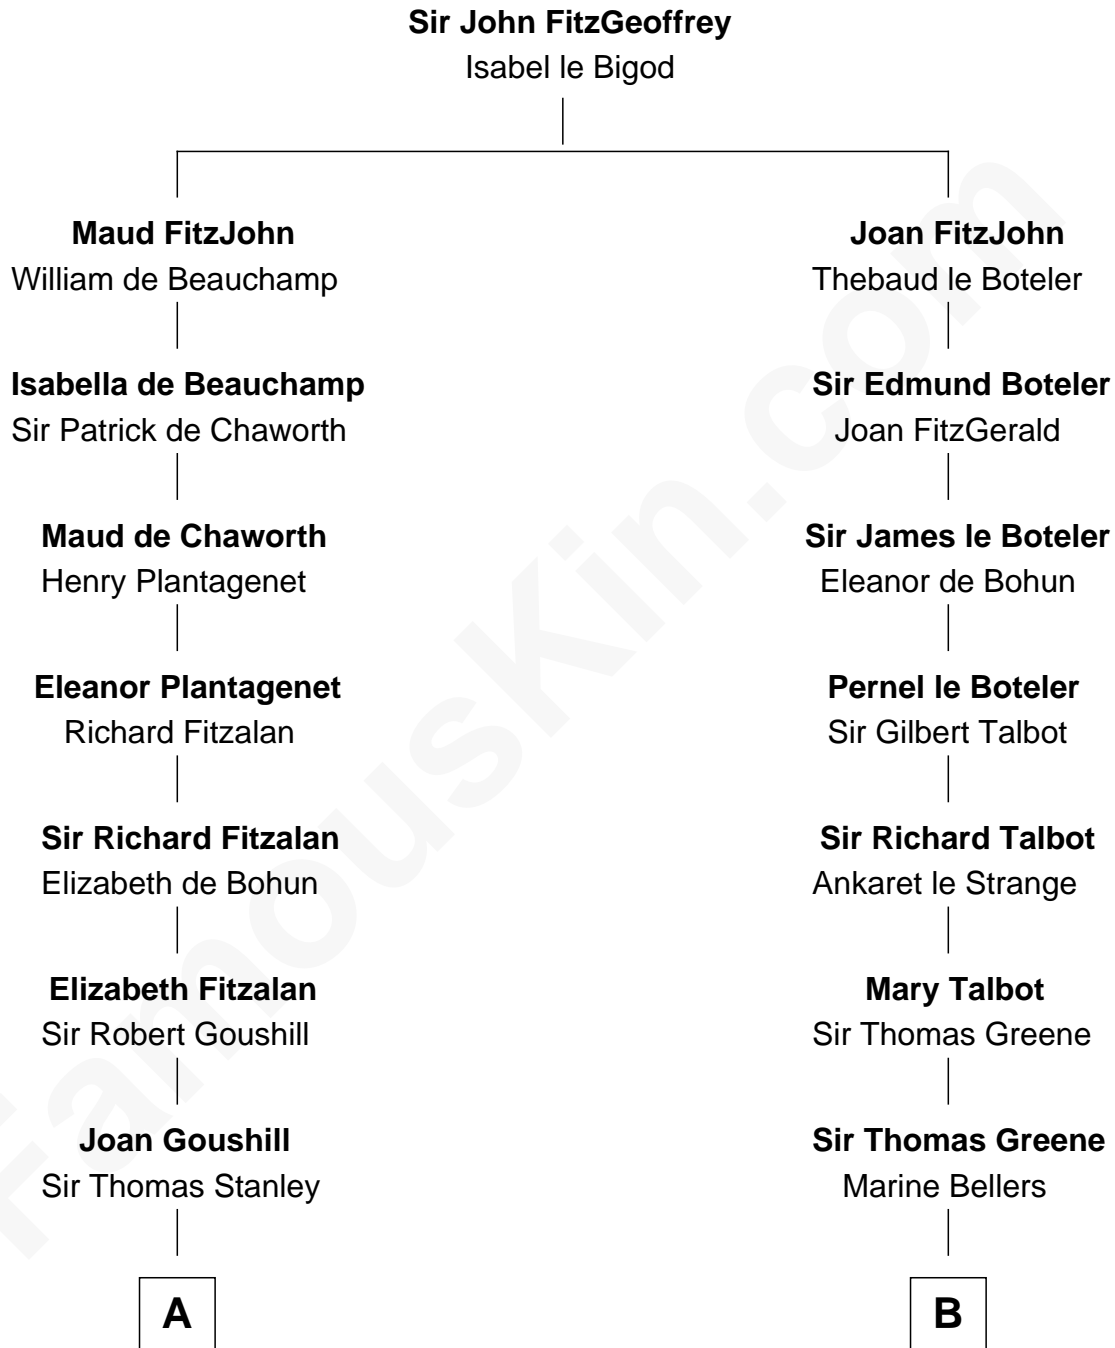 Sir John FitzGeoffrey
Isabel le Bigod
Maud FitzJohn
William de Beauchamp
Joan FitzJohn
Thebaud le Boteler
Isabella de Beauchamp
Sir Patrick de Chaworth
Sir Edmund Boteler
Joan FitzGerald
Maud de Chaworth
Henry Plantagenet
Sir James le Boteler
Eleanor de Bohun
Eleanor Plantagenet
Richard Fitzalan
Pernel le Boteler
Sir Gilbert Talbot
Sir Richard Fitzalan
Elizabeth de Bohun
Sir Richard Talbot
Ankaret le Strange
Elizabeth Fitzalan
Sir Robert Goushill
Mary Talbot
Sir Thomas Greene
Joan Goushill
Sir Thomas Stanley
Sir Thomas Greene
Marine Bellers
A
B
FamousKin.com